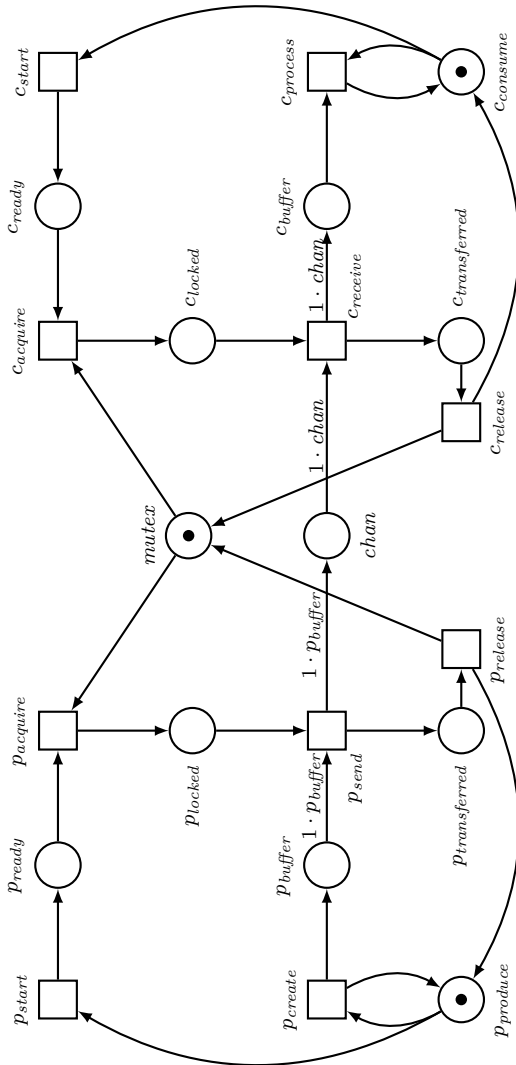 p_start
p_ready
p_acquire
mutex
c_acquire
c_ready
c_start
p_locked
c_locked
p_create
p_buffer
1 · p_buffer
p_send
1 · p_buffer
chan
1 · chan
c_receive
1 · chan
c_buffer
c_process
p_produce
p_transferred
p_release
c_release
c_transferred
c_consume